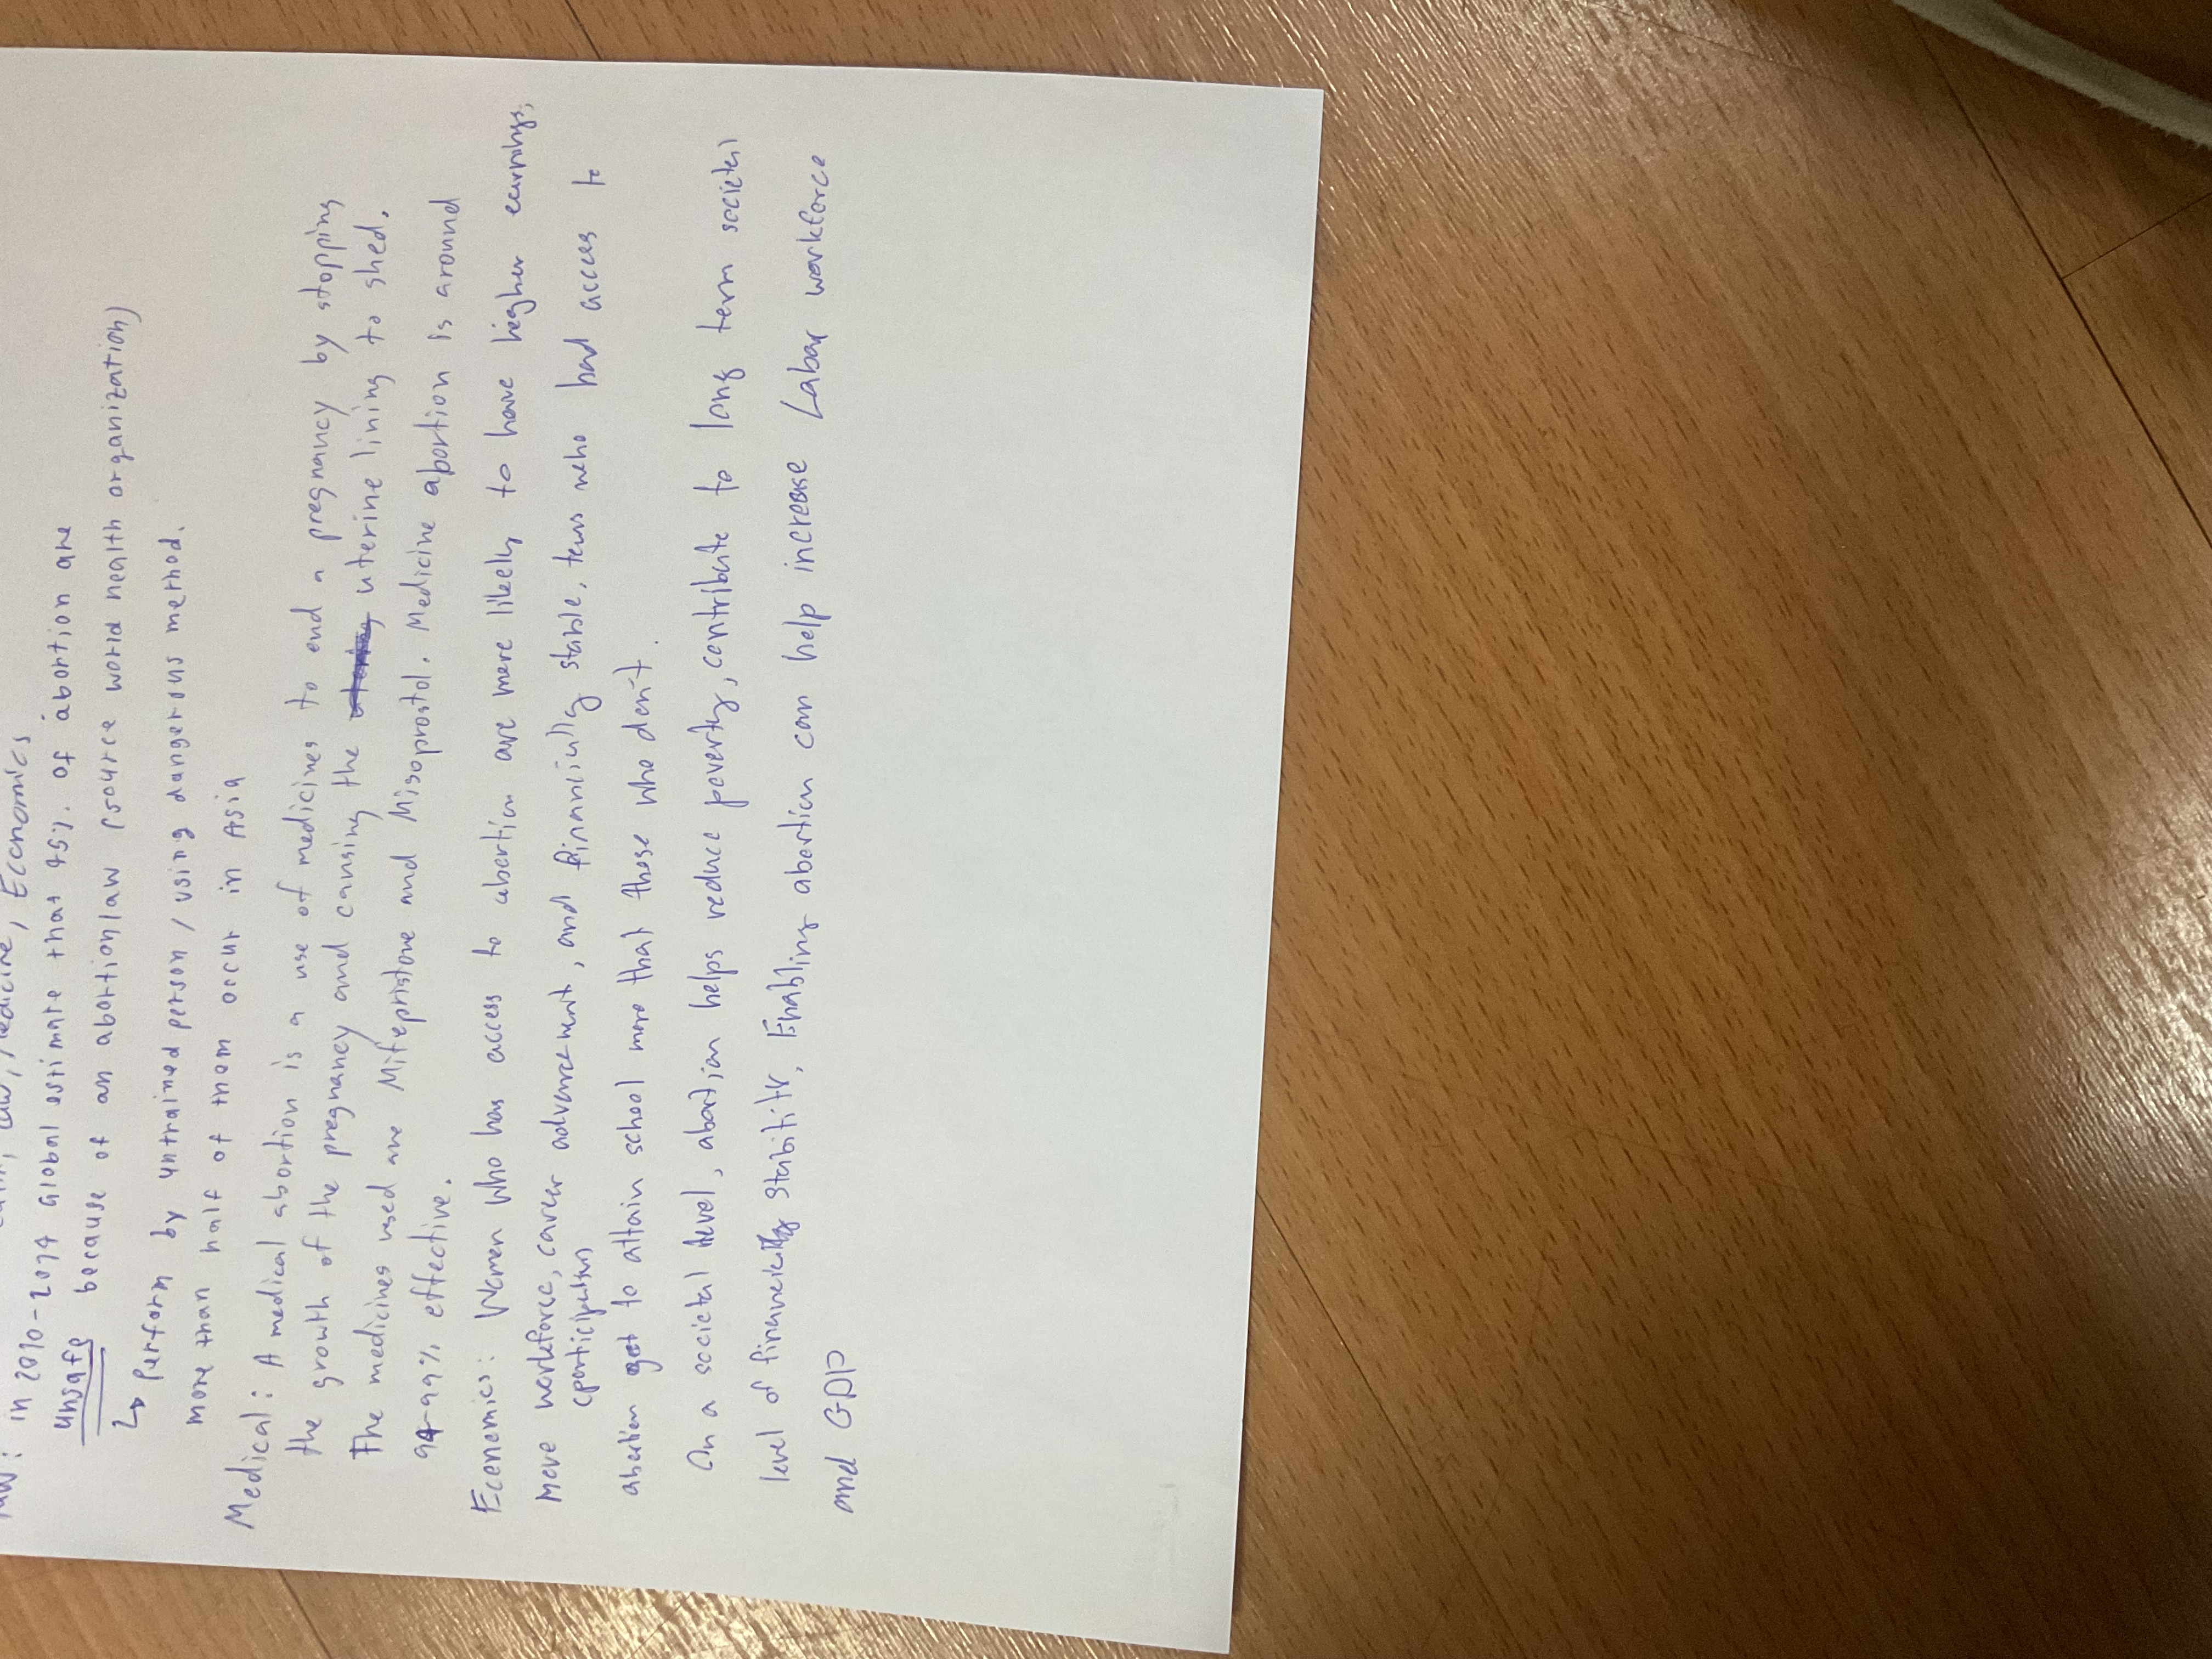 Law, Medicine, Economics
Law: in 2010-2014 Global estimate that 45%. of abortion are
unsafe because of an abortion law (source world health organization)
↳ Perform by untrained person / using dangerous method.
more than half of them occur in Asia
Medical: A medical abortion is a use of medicines to end a pregnancy by stopping
the growth of the pregnancy and causing the uterine lining to shed.
The medicines used are Mifepristone and Misoprostol. Medicine abortion is around
94-99% effective.
Economics: Women who has access to abortion are more likely to have higher earnings,
more workforce, career advancement, and financially stable, teens who had access to
(participation)
abortion get to attain school more that those who don't.
On a societal level, abortion helps reduce poverty, contribute to long term societal
level of financially stability, Enabling abortion can help increase Labar workforce
and GDP